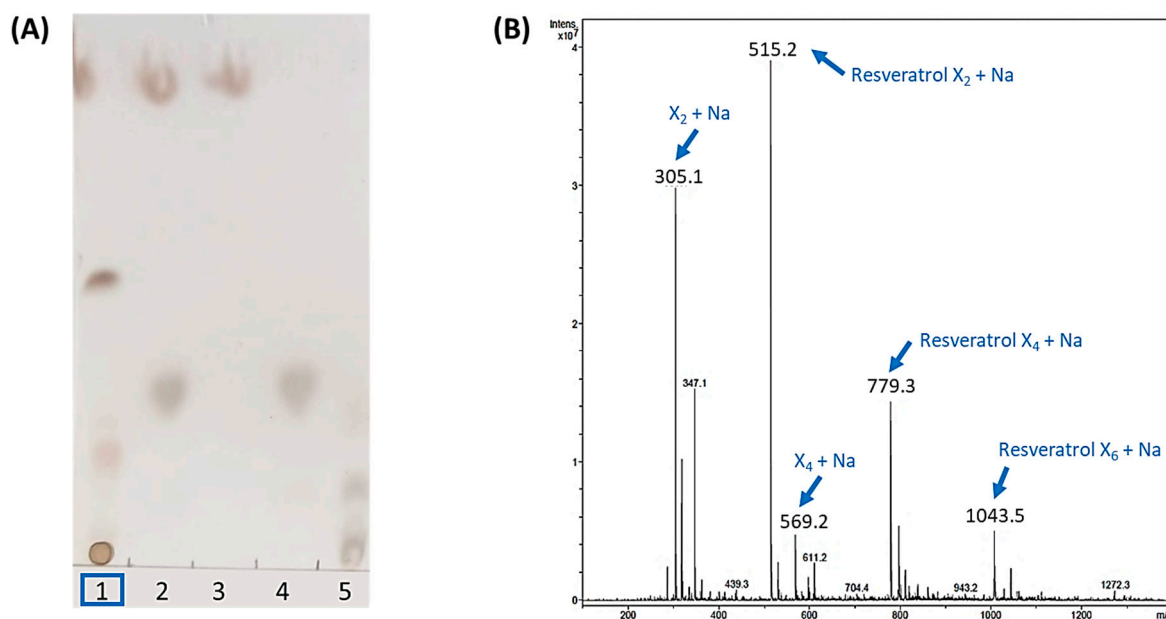 (A)
1 2 3 4 5
(B)
Intens.
x10⁷
4
3
2
1
0
200 400 600 800 1000 1200
515.2
Resveratrol X₂ + Na
X₂ + Na
305.1
347.1
Resveratrol X₄ + Na
779.3
X₄ + Na
569.2
Resveratrol X₆ + Na
1043.5
439.3
611.2
704.4
943.2
1272.3